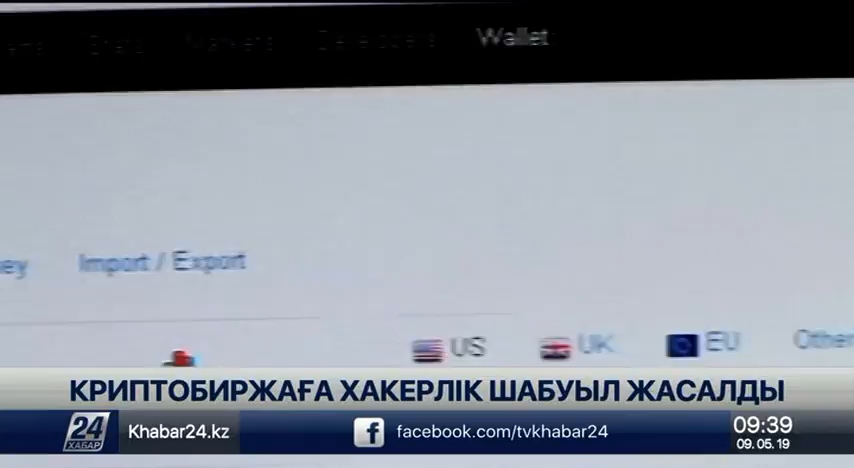 Wallet
Import / Export
US UK EU Other
КРИПТОБИРЖАҒА ХАКЕРЛІК ШАБУЫЛ ЖАСАЛДЫ
24 Khabar24.kz facebook.com/tvkhabar24 09:39
ХАБАР 09.05.19